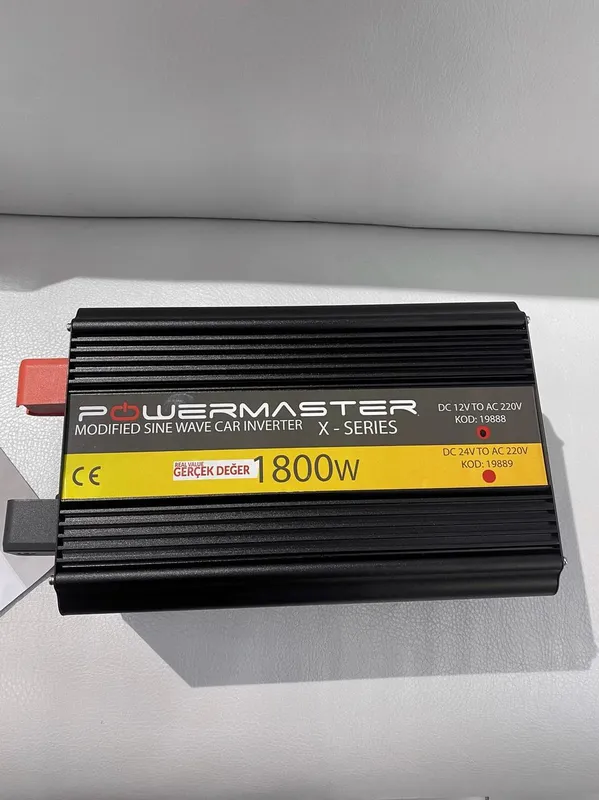 POWERMASTER
MODIFIED SINE WAVE CAR INVERTER X - SERIES
DC 12V TO AC 220V
KOD: 19888
DC 24V TO AC 220V
KOD: 19889
CE
REAL VALUE
GERÇEK DEĞER
1800W